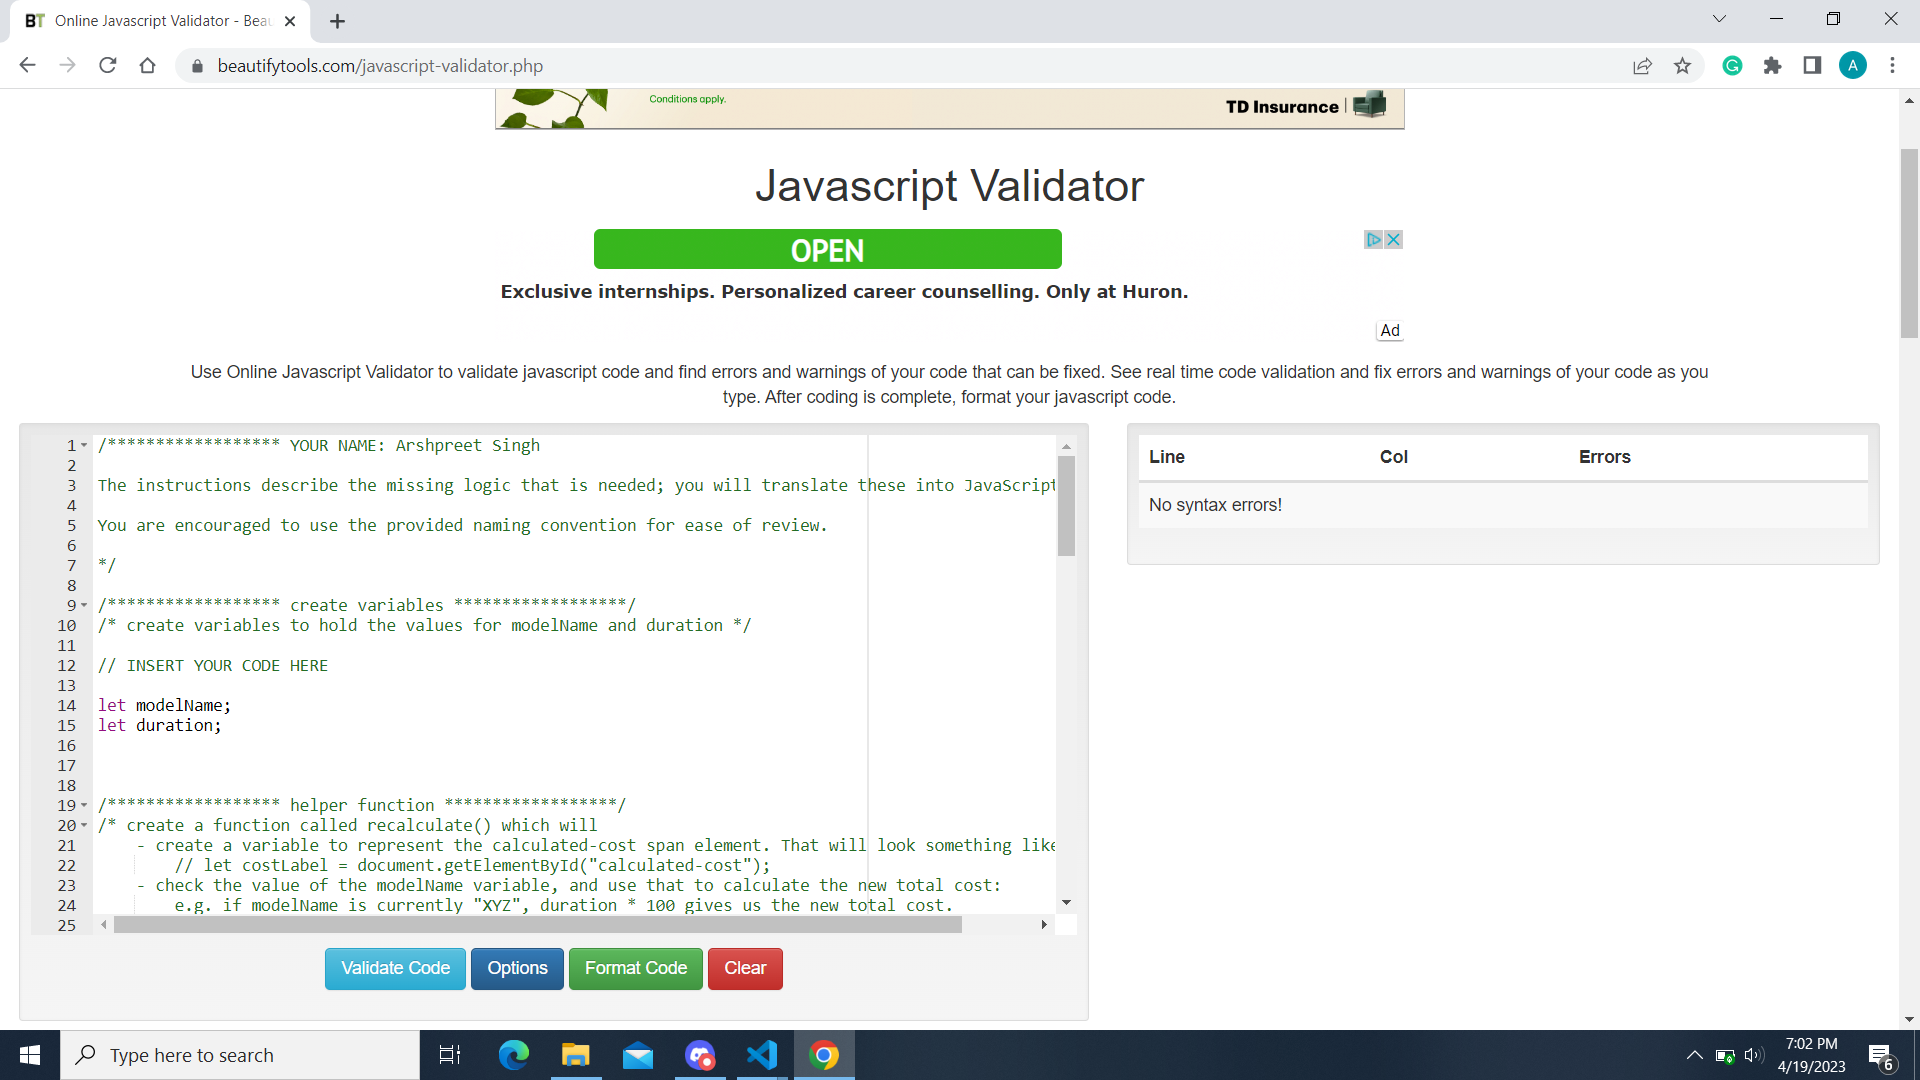 BT Online Javascript Validator - Beau
beautifytools.com/javascript-validator.php
A
Conditions apply.
TD Insurance
Javascript Validator
OPEN
Exclusive internships. Personalized career counselling. Only at Huron.
Ad
Use Online Javascript Validator to validate javascript code and find errors and warnings of your code that can be fixed. See real time code validation and fix errors and warnings of your code as you
type. After coding is complete, format your javascript code.
1 /****************** YOUR NAME: Arshpreet Singh
2
3 The instructions describe the missing logic that is needed; you will translate these into JavaScript
4
5 You are encouraged to use the provided naming convention for ease of review.
6
7 */
8
9 /****************** create variables ******************/
10 /* create variables to hold the values for modelName and duration */
11
12 // INSERT YOUR CODE HERE
13
14 let modelName;
15 let duration;
16
17
18
19 /****************** helper function ******************/
20 /* create a function called recalculate() which will
21 - create a variable to represent the calculated-cost span element. That will look something like
22 // let costLabel = document.getElementById("calculated-cost");
23 - check the value of the modelName variable, and use that to calculate the new total cost:
24 e.g. if modelName is currently "XYZ", duration * 100 gives us the new total cost.
25
Line Col Errors
No syntax errors!
Validate Code Options Format Code Clear
Type here to search
7:02 PM
4/19/2023
6